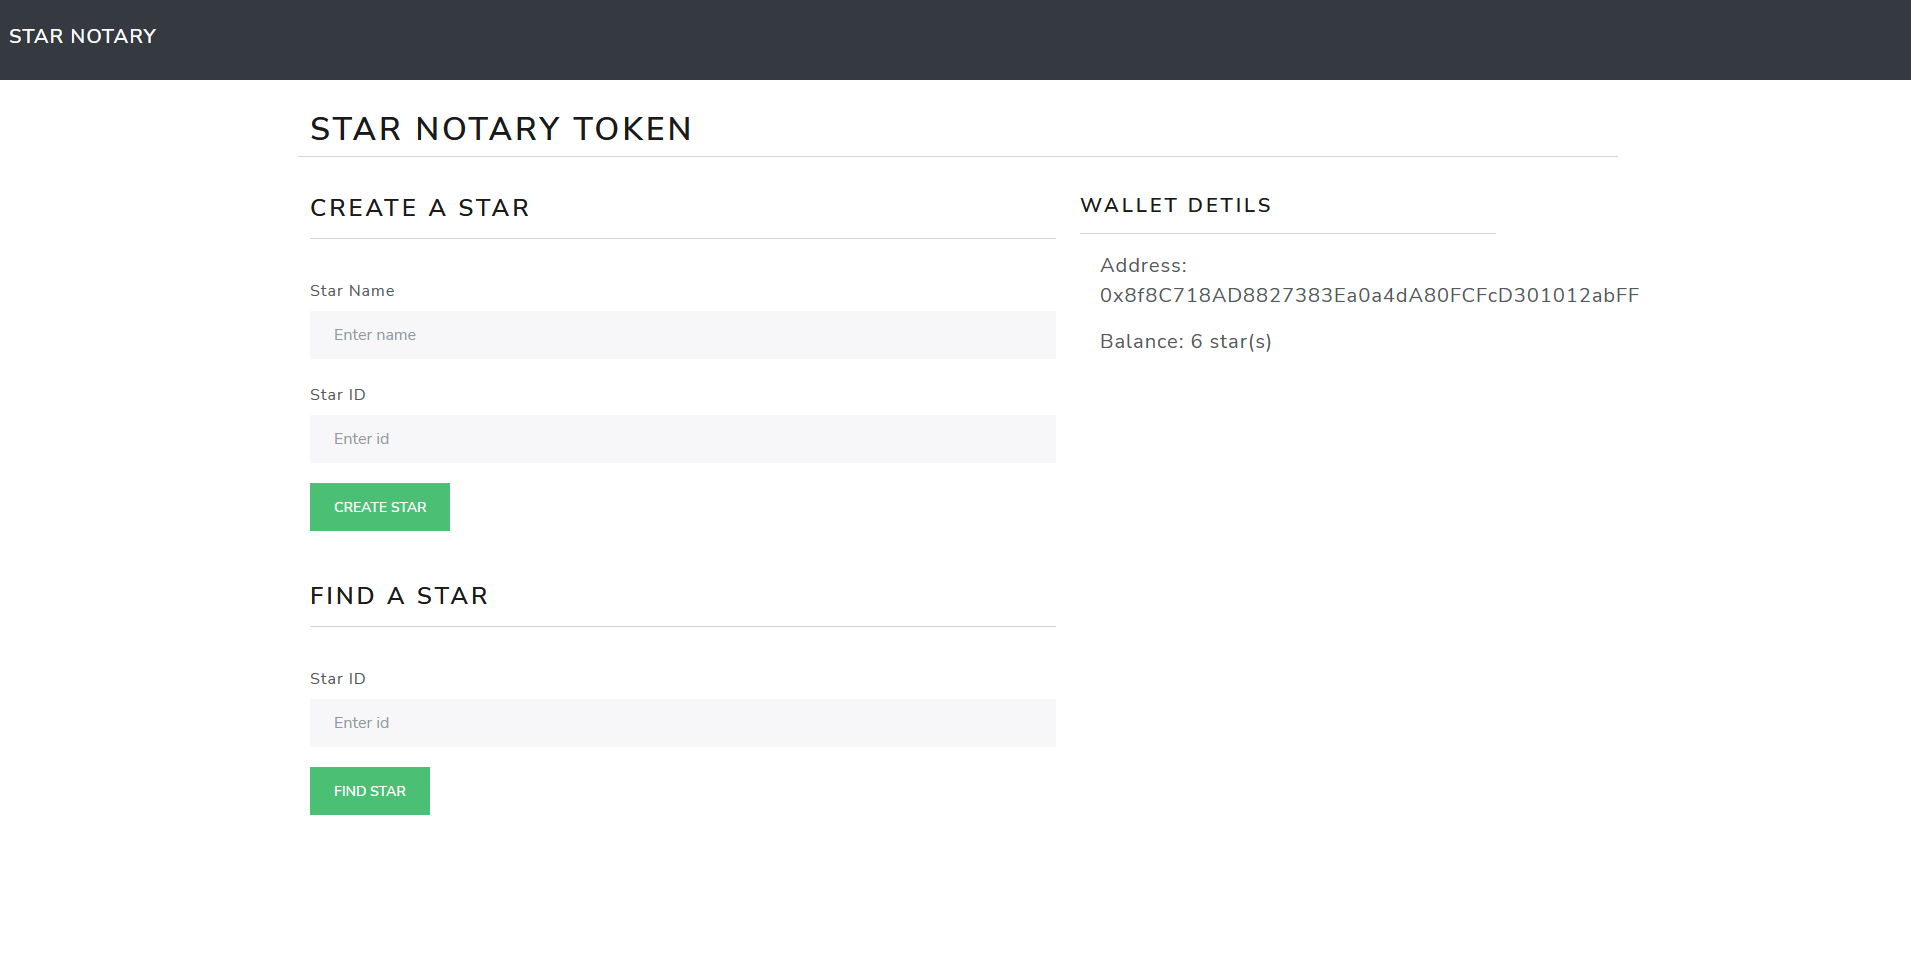 STAR NOTARY
STAR NOTARY TOKEN
CREATE A STAR
Star Name
Enter name
Star ID
Enter id
CREATE STAR
FIND A STAR
Star ID
Enter id
FIND STAR
WALLET DETILS
Address:
0x8f8C718AD8827383Ea0a4dA80FCFcD301012abFF
Balance: 6 star(s)